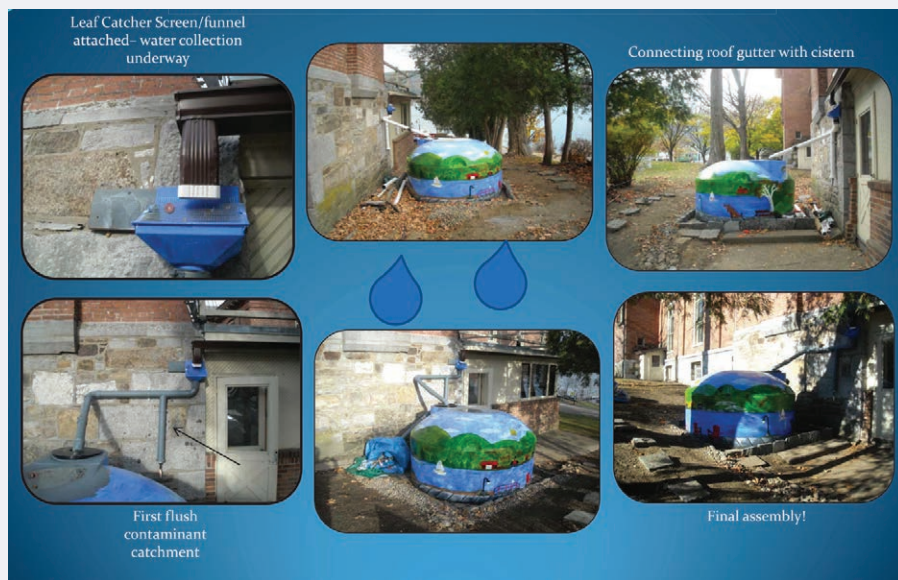 Leaf Catcher Screen/funnel
attached– water collection
underway
Connecting roof gutter with cistern
First flush
contaminant
catchment
Final assembly!